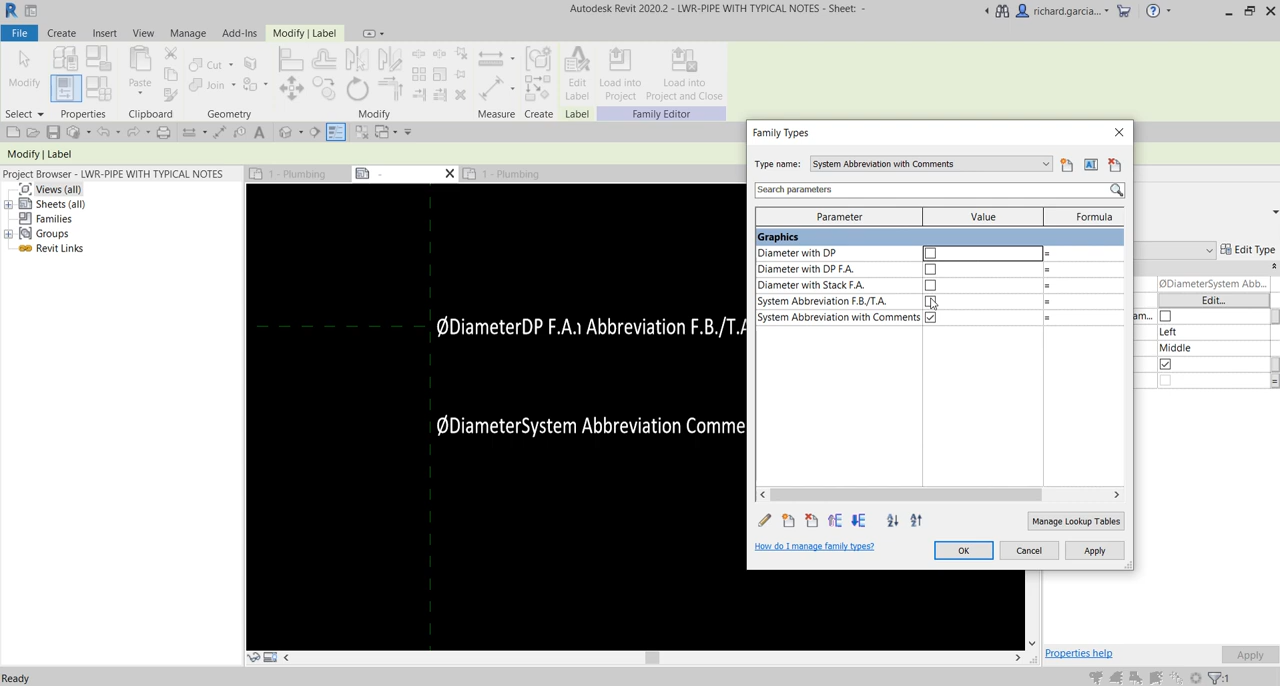 Autodesk Revit 2020.2 - LWR-PIPE WITH TYPICAL NOTES - Sheet: -
richard.garcia...
File Create Insert View Manage Add-Ins Modify | Label
Modify Paste Cut Join Edit Label Load into Project Load into Project and Close
Select Properties Clipboard Geometry Modify Measure Create Label Family Editor
Modify | Label
Project Browser - LWR-PIPE WITH TYPICAL NOTES
1 - Plumbing - 1 - Plumbing
Views (all)
Sheets (all)
Families
Groups
Revit Links
ØDiameterDP F.A.
Abbreviation F.B./T.A
ØDiameterSystem Abbreviation Comme
Family Types
Type name: System Abbreviation with Comments
Search parameters
Parameter Value Formula
Graphics
Diameter with DP =
Diameter with DP F.A. =
Diameter with Stack F.A. =
System Abbreviation F.B./T.A. =
System Abbreviation with Comments =
Manage Lookup Tables
How do I manage family types?
OK Cancel Apply
Edit Type
ØDiameterSystem Abb...
Edit...
am...
Left
Middle
=
Properties help Apply
Ready
:1